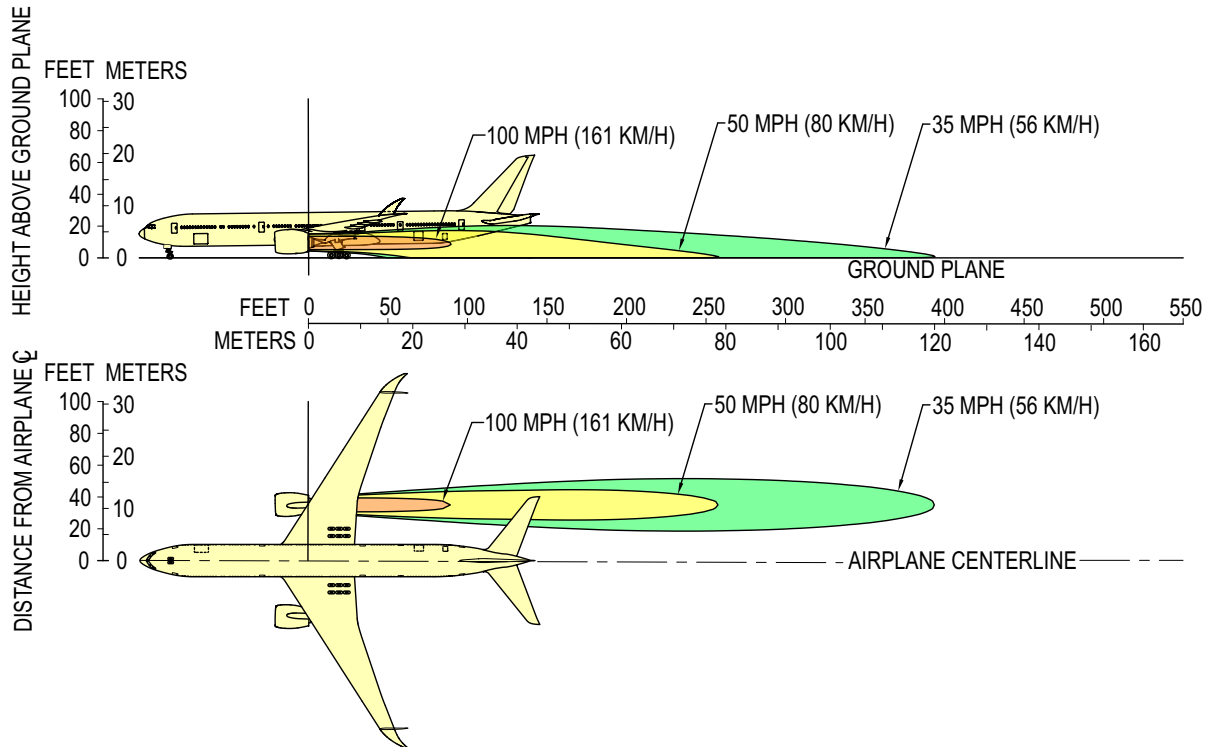 HEIGHT ABOVE GROUND PLANE
FEET METERS
100 30
80
60 20
40
10
20
0 0
100 MPH (161 KM/H)
50 MPH (80 KM/H)
35 MPH (56 KM/H)
GROUND PLANE
FEET 0 50 100 150 200 250 300 350 400 450 500 550
METERS 0 20 40 60 80 100 120 140 160
DISTANCE FROM AIRPLANE ℄
FEET METERS
100 30
80
60 20
40
10
20
0 0
100 MPH (161 KM/H)
50 MPH (80 KM/H)
35 MPH (56 KM/H)
AIRPLANE CENTERLINE